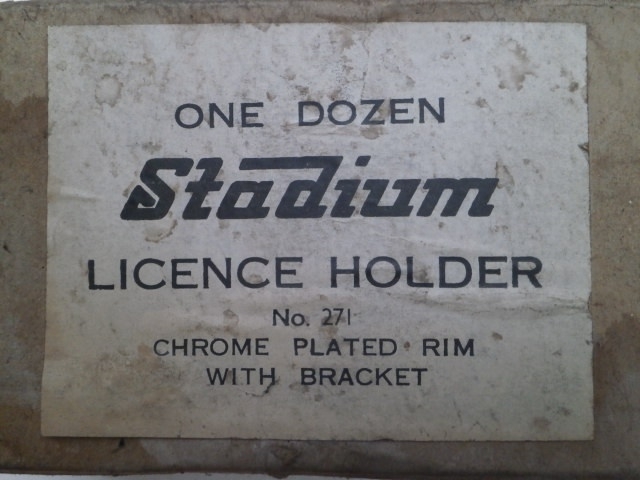 ONE DOZEN
Stadium
LICENCE HOLDER
No. 271
CHROME PLATED RIM
WITH BRACKET